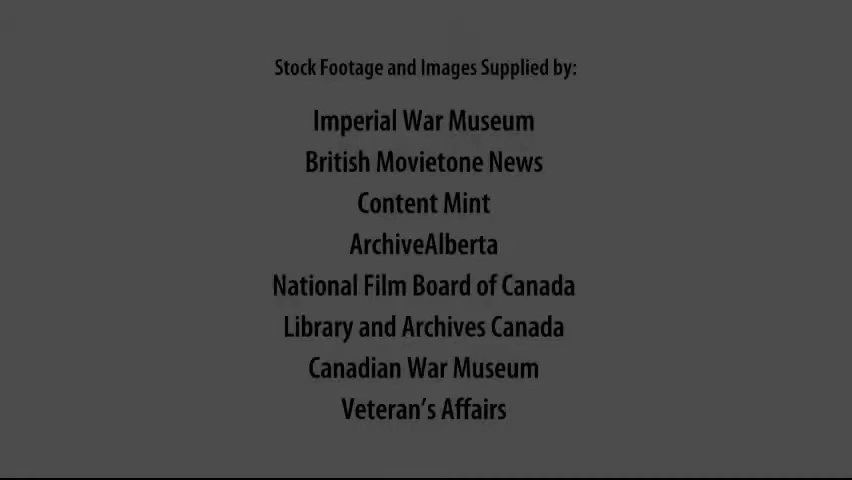 Stock Footage and Images Supplied by:
Imperial War Museum
British Movietone News
Content Mint
ArchiveAlberta
National Film Board of Canada
Library and Archives Canada
Canadian War Museum
Veteran’s Affairs